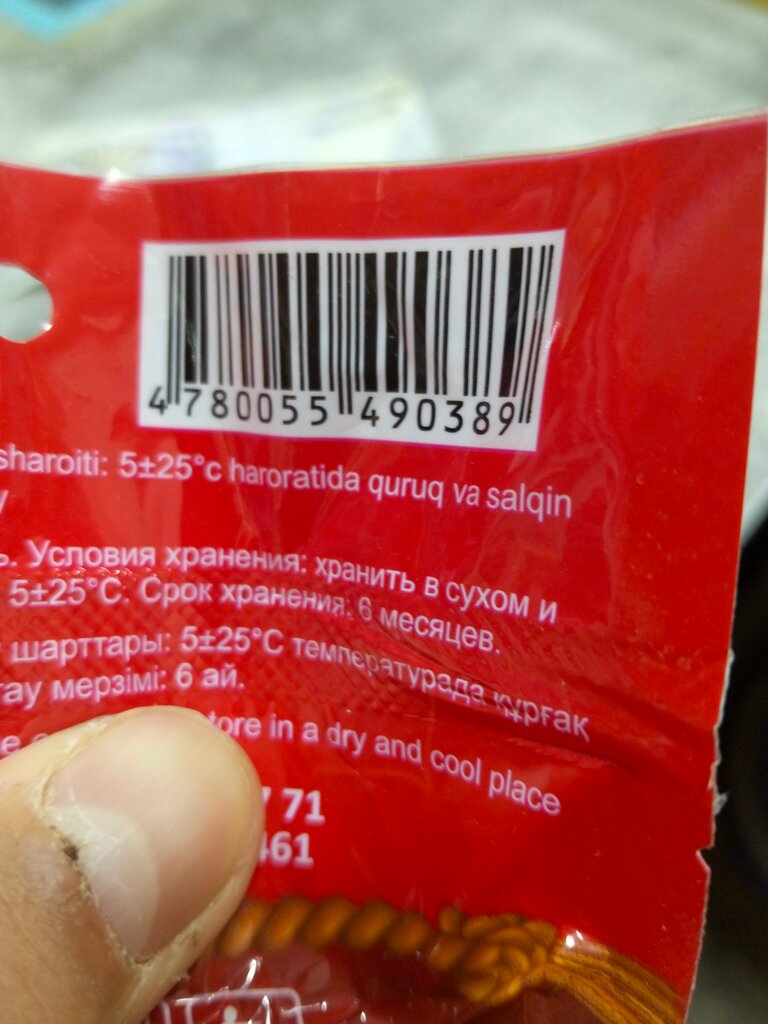 4 780055 490389
sharoiti: 5±25°c haroratida quruq va salqin
y
ь. Условия хранения: хранить в сухом и
5±25°C. Срок хранения: 6 месяцев.
шарттары: 5±25°C температурада құрғақ
тау мерзімі: 6 ай.
tore in a dry and cool place
71
461